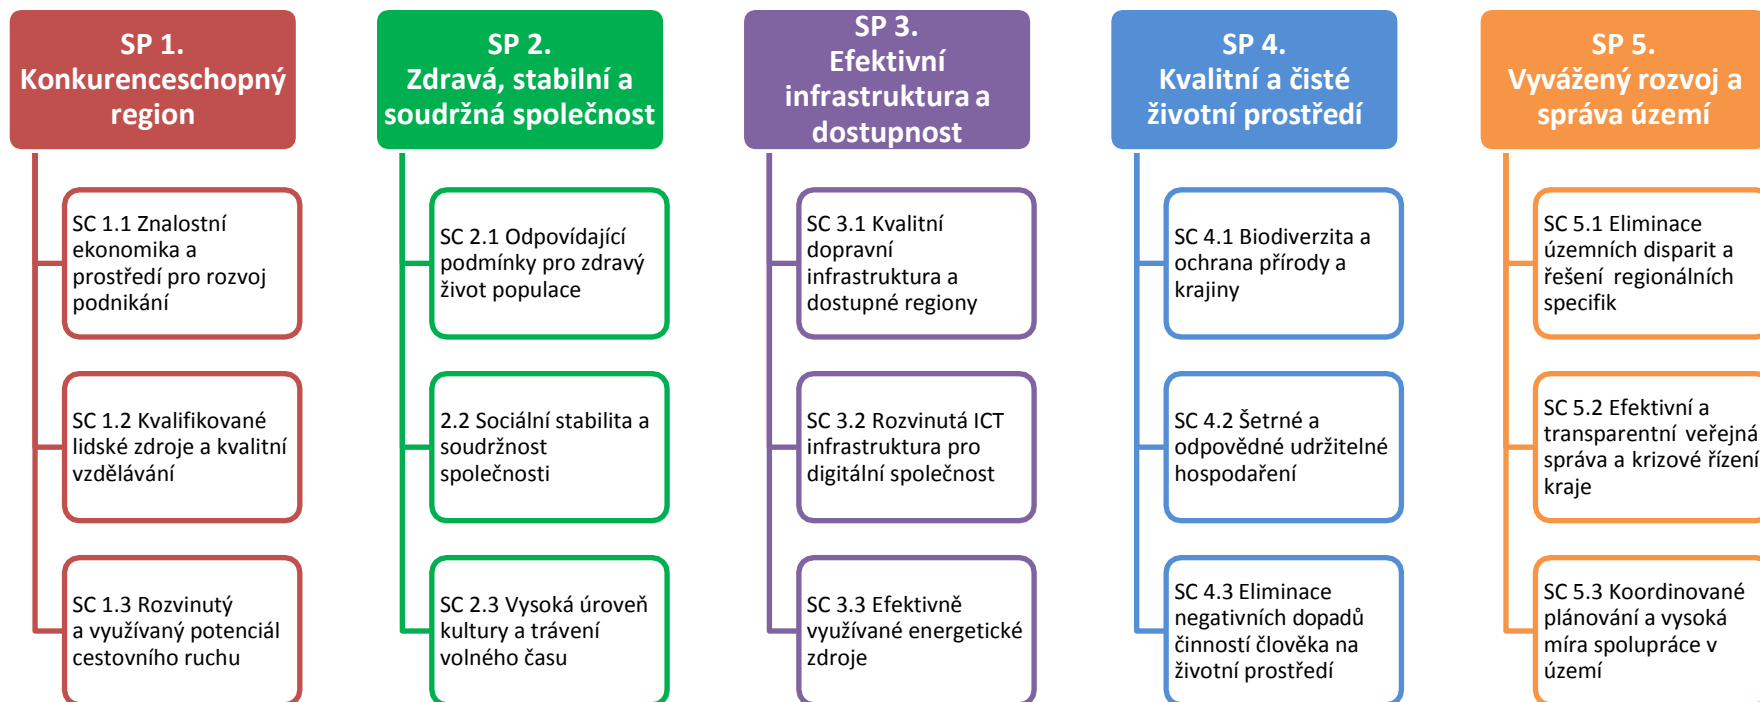 SP 1.
Konkurenceschopný
region
SC 1.1 Znalostní
ekonomika a
prostředí pro rozvoj
podnikání
SC 1.2 Kvalifikované
lidské zdroje a kvalitní
vzdělávání
SC 1.3 Rozvinutý
a využívaný potenciál
cestovního ruchu
SP 2.
Zdravá, stabilní a
soudržná společnost
SC 2.1 Odpovídající
podmínky pro zdravý
život populace
2.2 Sociální stabilita a
soudržnost
společnosti
SC 2.3 Vysoká úroveň
kultury a trávení
volného času
SP 3.
Efektivní
infrastruktura a
dostupnost
SC 3.1 Kvalitní
dopravní
infrastruktura a
dostupné regiony
SC 3.2 Rozvinutá ICT
infrastruktura pro
digitální společnost
SC 3.3 Efektivně
využívané energetické
zdroje
SP 4.
Kvalitní a čisté
životní prostředí
SC 4.1 Biodiverzita a
ochrana přírody a
krajiny
SC 4.2 Šetrné a
odpovědné udržitelné
hospodaření
SC 4.3 Eliminace
negativních dopadů
činností člověka na
životní prostředí
SP 5.
Vyvážený rozvoj a
správa území
SC 5.1 Eliminace
územních disparit a
řešení regionálních
specifik
SC 5.2 Efektivní a
transparentní veřejná
správa a krizové řízení
kraje
SC 5.3 Koordinované
plánování a vysoká
míra spolupráce v
území